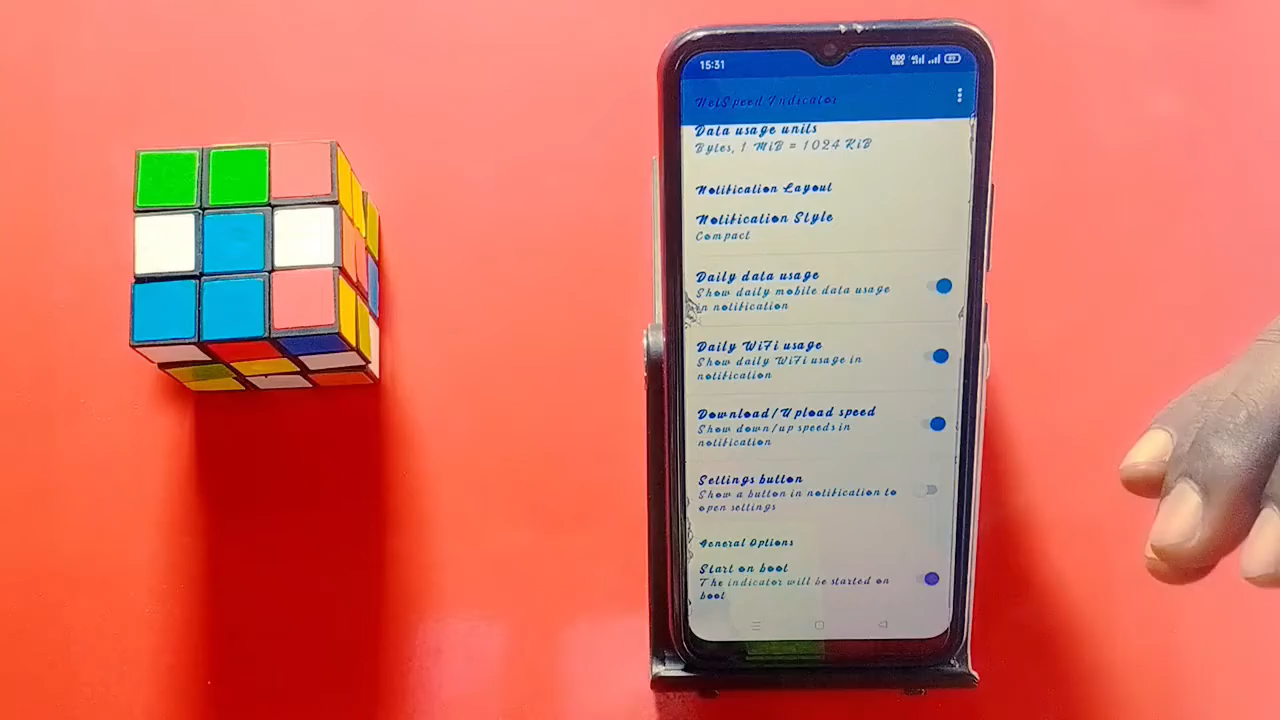 15:31
NetSpeed Indicator
Data usage units
Bytes, 1 MiB = 1024 KiB
Notification Layout
Notification Style
Compact
Daily data usage
Show daily mobile data usage
in notification
Daily WiFi usage
Show daily WiFi usage in
notification
Download/Upload speed
Show down/up speeds in
notification
Settings button
Show a button in notification to
open settings
General Options
Start on boot
The indicator will be started on
boot